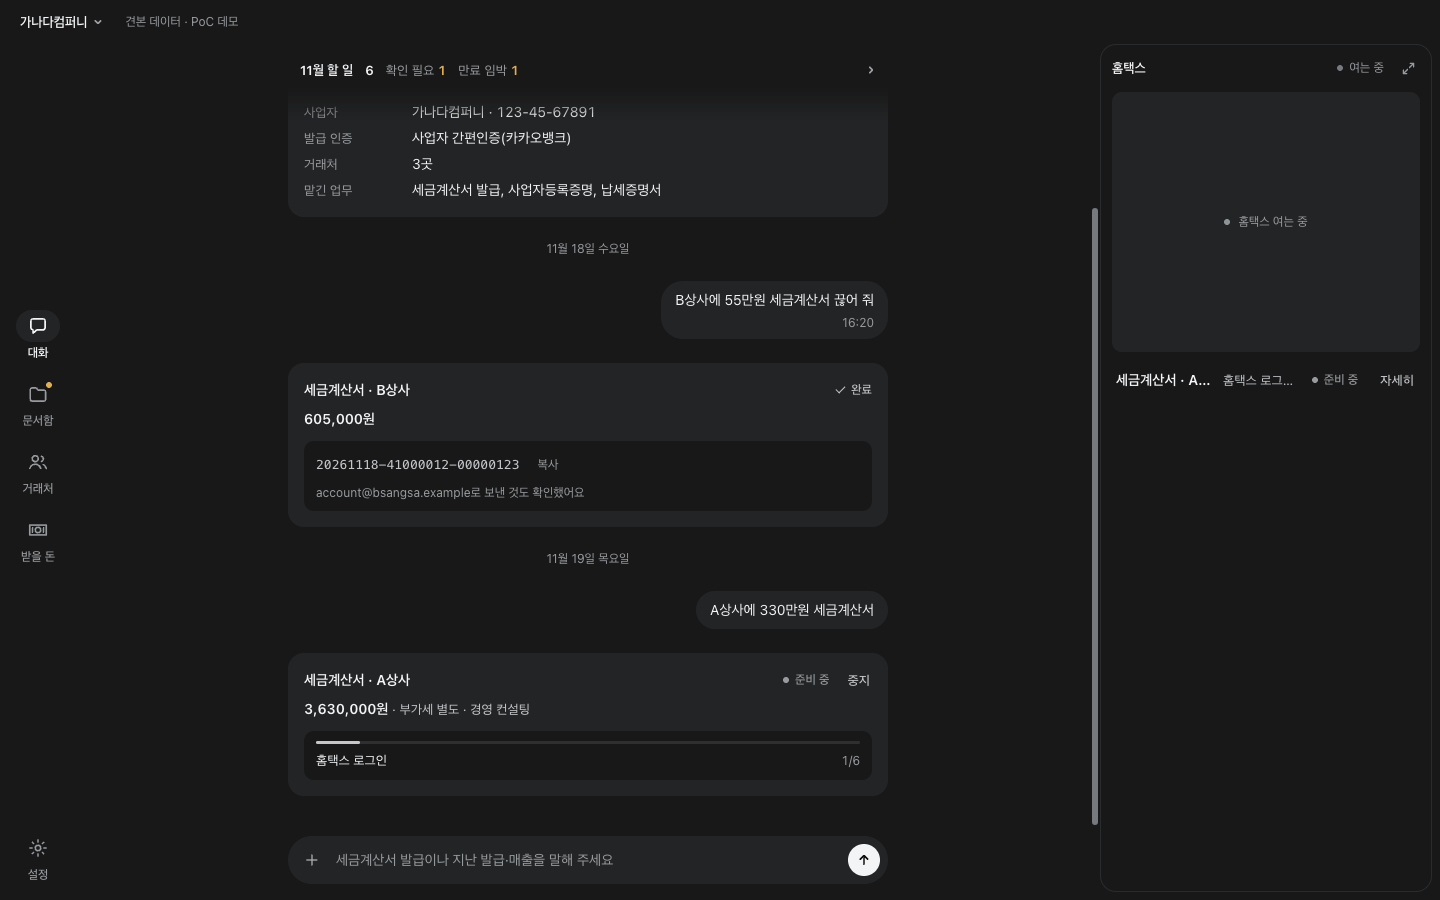 가나다컴퍼니
견본 데이터 · PoC 데모
11월 할 일 6 확인 필요 1 만료 임박 1
사업자 가나다컴퍼니 · 123-45-67891
발급 인증 사업자 간편인증(카카오뱅크)
거래처 3곳
맡긴 업무 세금계산서 발급, 사업자등록증명, 납세증명서
11월 18일 수요일
B상사에 55만원 세금계산서 끊어 줘
16:20
세금계산서 · B상사 완료
605,000원
20261118-41000012-00000123 복사
account@bsangsa.example로 보낸 것도 확인했어요
11월 19일 목요일
A상사에 330만원 세금계산서
세금계산서 · A상사 준비 중 중지
3,630,000원 · 부가세 별도 · 경영 컨설팅
홈택스 로그인 1/6
세금계산서 발급이나 지난 발급·매출을 말해 주세요
대화
문서함
거래처
받을 돈
설정
홈택스 여는 중
홈택스 여는 중
세금계산서 · A... 홈택스 로그... 준비 중 자세히